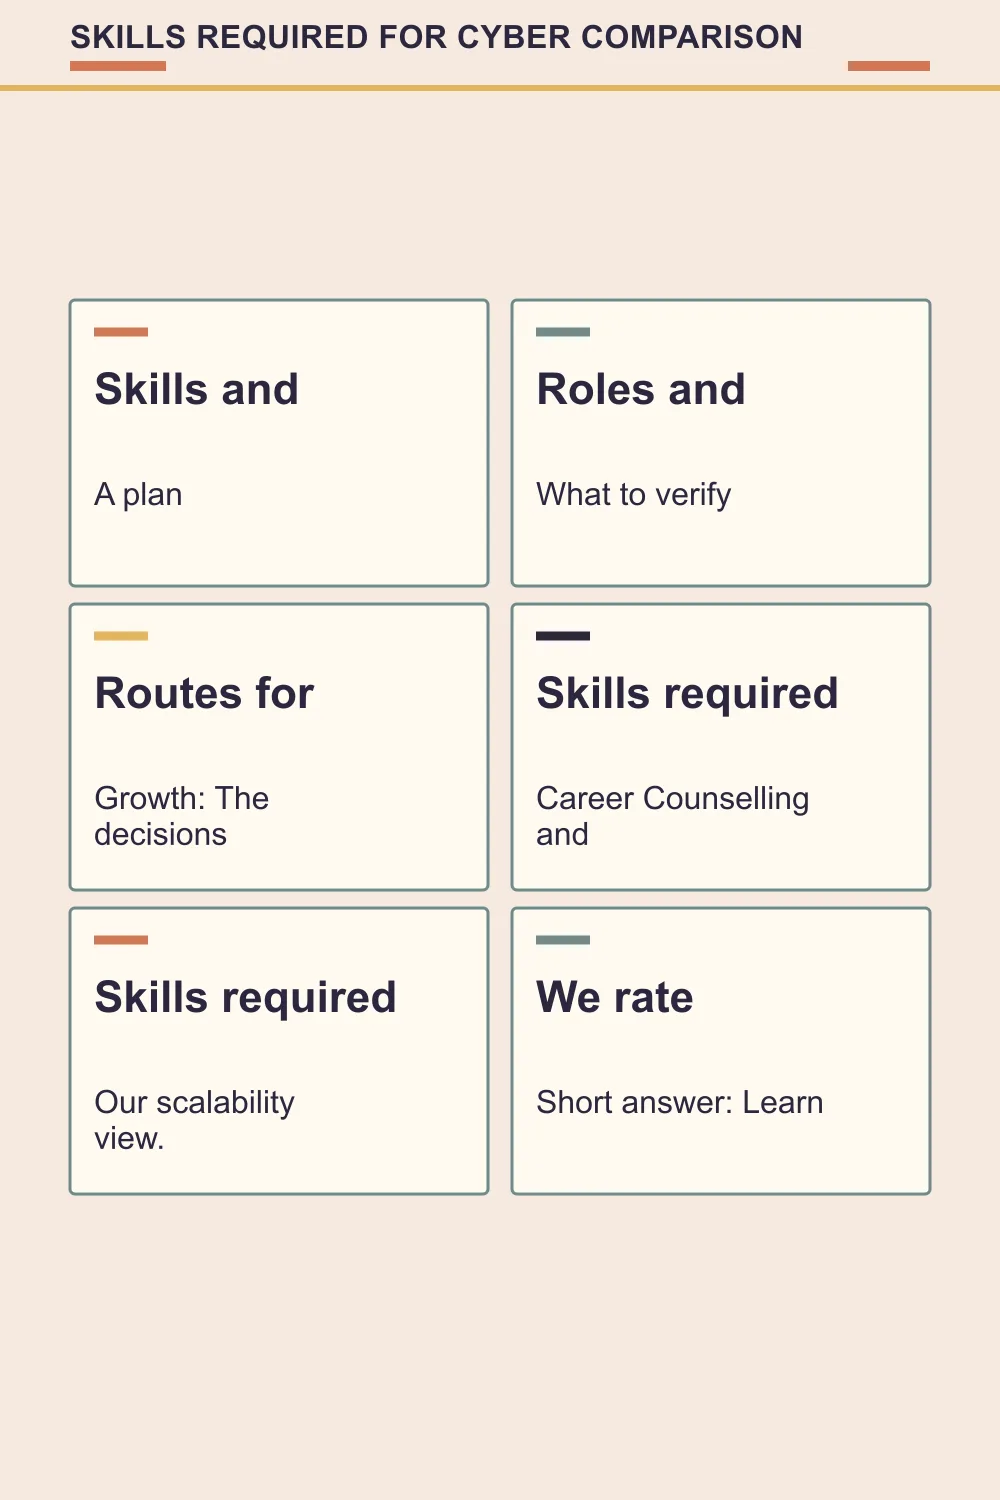 SKILLS REQUIRED FOR CYBER COMPARISON
Skills and
A plan
Roles and
What to verify
Routes for
Growth: The
decisions
Skills required
Career Counselling
and
Skills required
Our scalability
view.
We rate
Short answer: Learn